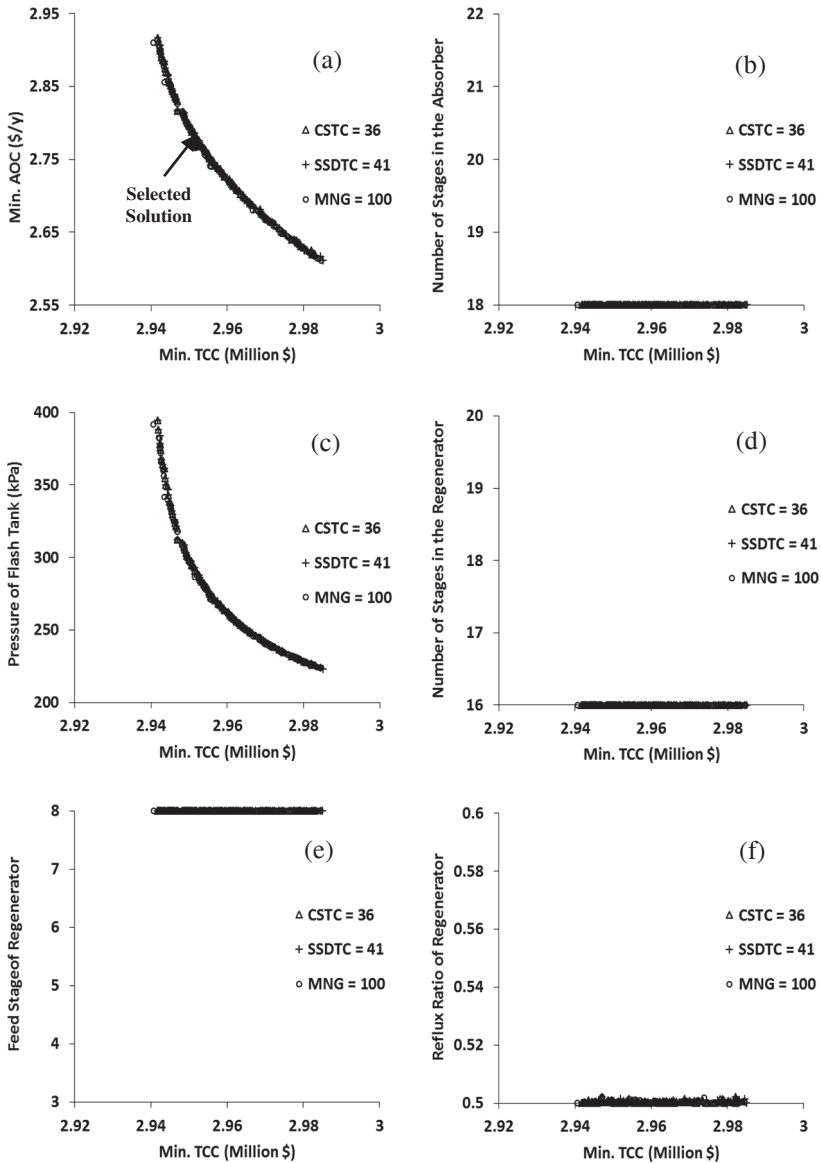 2.95
2.85
2.75
2.65
2.55
Min. AOC ($/y)
(a)
CSTC = 36
SSDTC = 41
MNG = 100
Selected
Solution
2.92 2.94 2.96 2.98 3
Min. TCC (Million $)
22
21
20
19
18
Number of Stages in the Absorber
(b)
CSTC = 36
SSDTC = 41
MNG = 100
2.92 2.94 2.96 2.98 3
Min. TCC (Million $)
400
350
300
250
200
Pressure of Flash Tank (kPa)
(c)
CSTC = 36
SSDTC = 41
MNG = 100
2.92 2.94 2.96 2.98 3
Min. TCC (Million $)
20
19
18
17
16
Number of Stages in the Regenerator
(d)
CSTC = 36
SSDTC = 41
MNG = 100
2.92 2.94 2.96 2.98 3
Min. TCC (Million $)
8
7
6
5
4
3
Feed Stageof Regenerator
(e)
CSTC = 36
SSDTC = 41
MNG = 100
2.92 2.94 2.96 2.98 3
Min. TCC (Million $)
0.6
0.58
0.56
0.54
0.52
0.5
Reflux Ratio of Regenerator
(f)
CSTC = 36
SSDTC = 41
MNG = 100
2.92 2.94 2.96 2.98 3
Min. TCC (Million $)